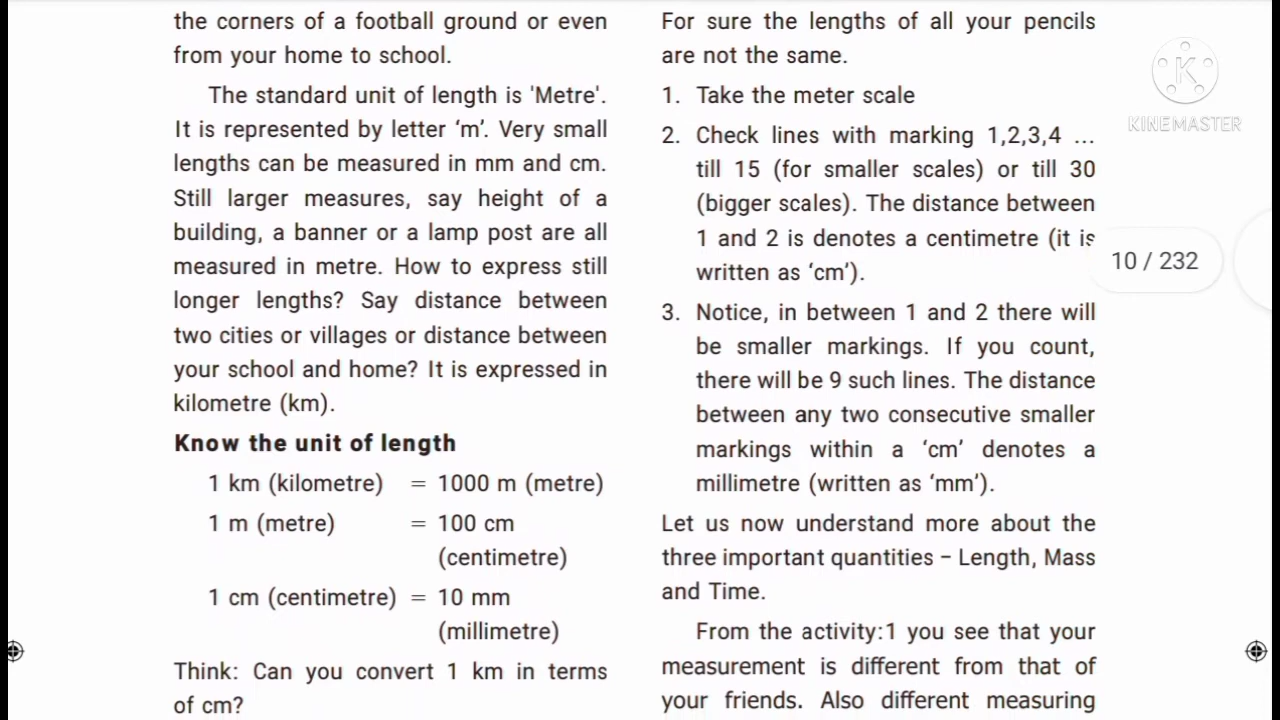 the corners of a football ground or even
from your home to school.
The standard unit of length is 'Metre'.
It is represented by letter ‘m’. Very small
lengths can be measured in mm and cm.
Still larger measures, say height of a
building, a banner or a lamp post are all
measured in metre. How to express still
longer lengths? Say distance between
two cities or villages or distance between
your school and home? It is expressed in
kilometre (km).
Know the unit of length
1 km (kilometre) = 1000 m (metre)
1 m (metre) = 100 cm
(centimetre)
1 cm (centimetre) = 10 mm
(millimetre)
Think: Can you convert 1 km in terms
of cm?
For sure the lengths of all your pencils
are not the same.
1. Take the meter scale
2. Check lines with marking 1,2,3,4 ...
till 15 (for smaller scales) or till 30
(bigger scales). The distance between
1 and 2 is denotes a centimetre (it is
written as ‘cm’).
3. Notice, in between 1 and 2 there will
be smaller markings. If you count,
there will be 9 such lines. The distance
between any two consecutive smaller
markings within a ‘cm’ denotes a
millimetre (written as ‘mm’).
Let us now understand more about the
three important quantities – Length, Mass
and Time.
From the activity:1 you see that your
measurement is different from that of
your friends. Also different measuring
K
KINEMASTER
10 / 232